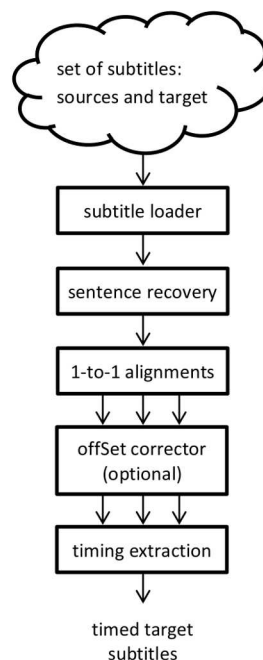 set of subtitles:
sources and target
subtitle loader
sentence recovery
1-to-1 alignments
offSet corrector
(optional)
timing extraction
timed target
subtitles